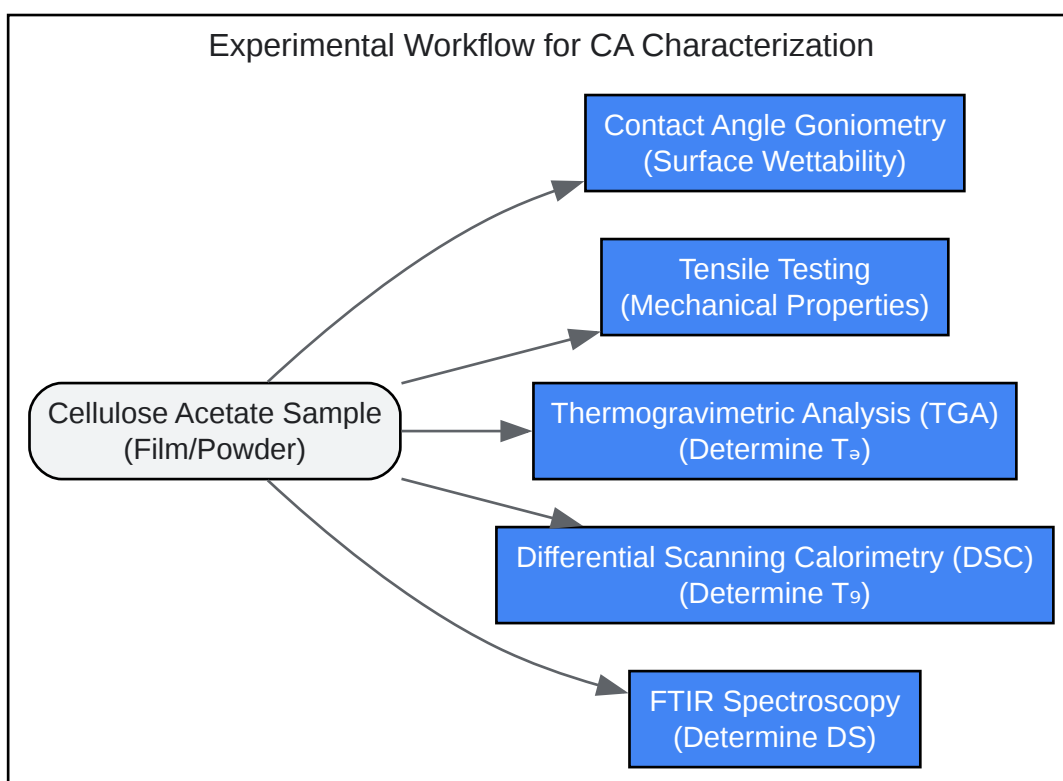 Experimental Workflow for CA Characterization
Contact Angle Goniometry
(Surface Wettability)
Tensile Testing
(Mechanical Properties)
Cellulose Acetate Sample
(Film/Powder)
Thermogravimetric Analysis (TGA)
(Determine Tₔ)
Differential Scanning Calorimetry (DSC)
(Determine T₉)
FTIR Spectroscopy
(Determine DS)